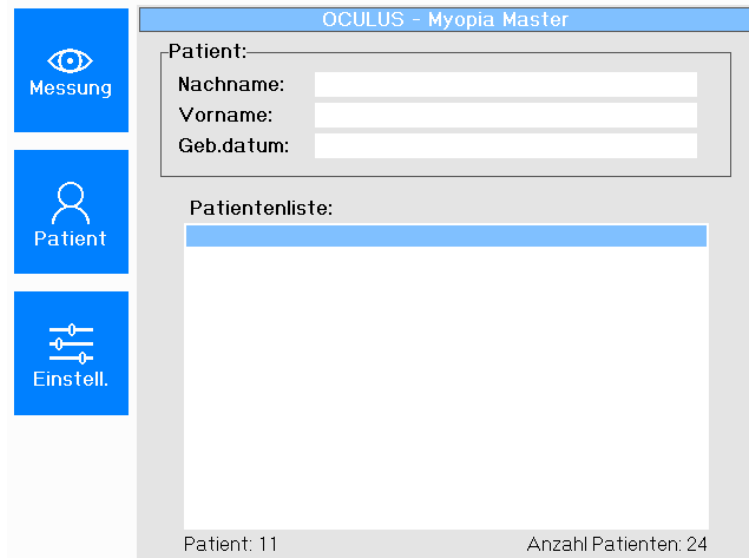 OCULUS - Myopia Master
Messung
Patient
Einstell.
Patient:
Nachname:
Vorname:
Geb.datum:
Patientenliste:
Patient: 11
Anzahl Patienten: 24